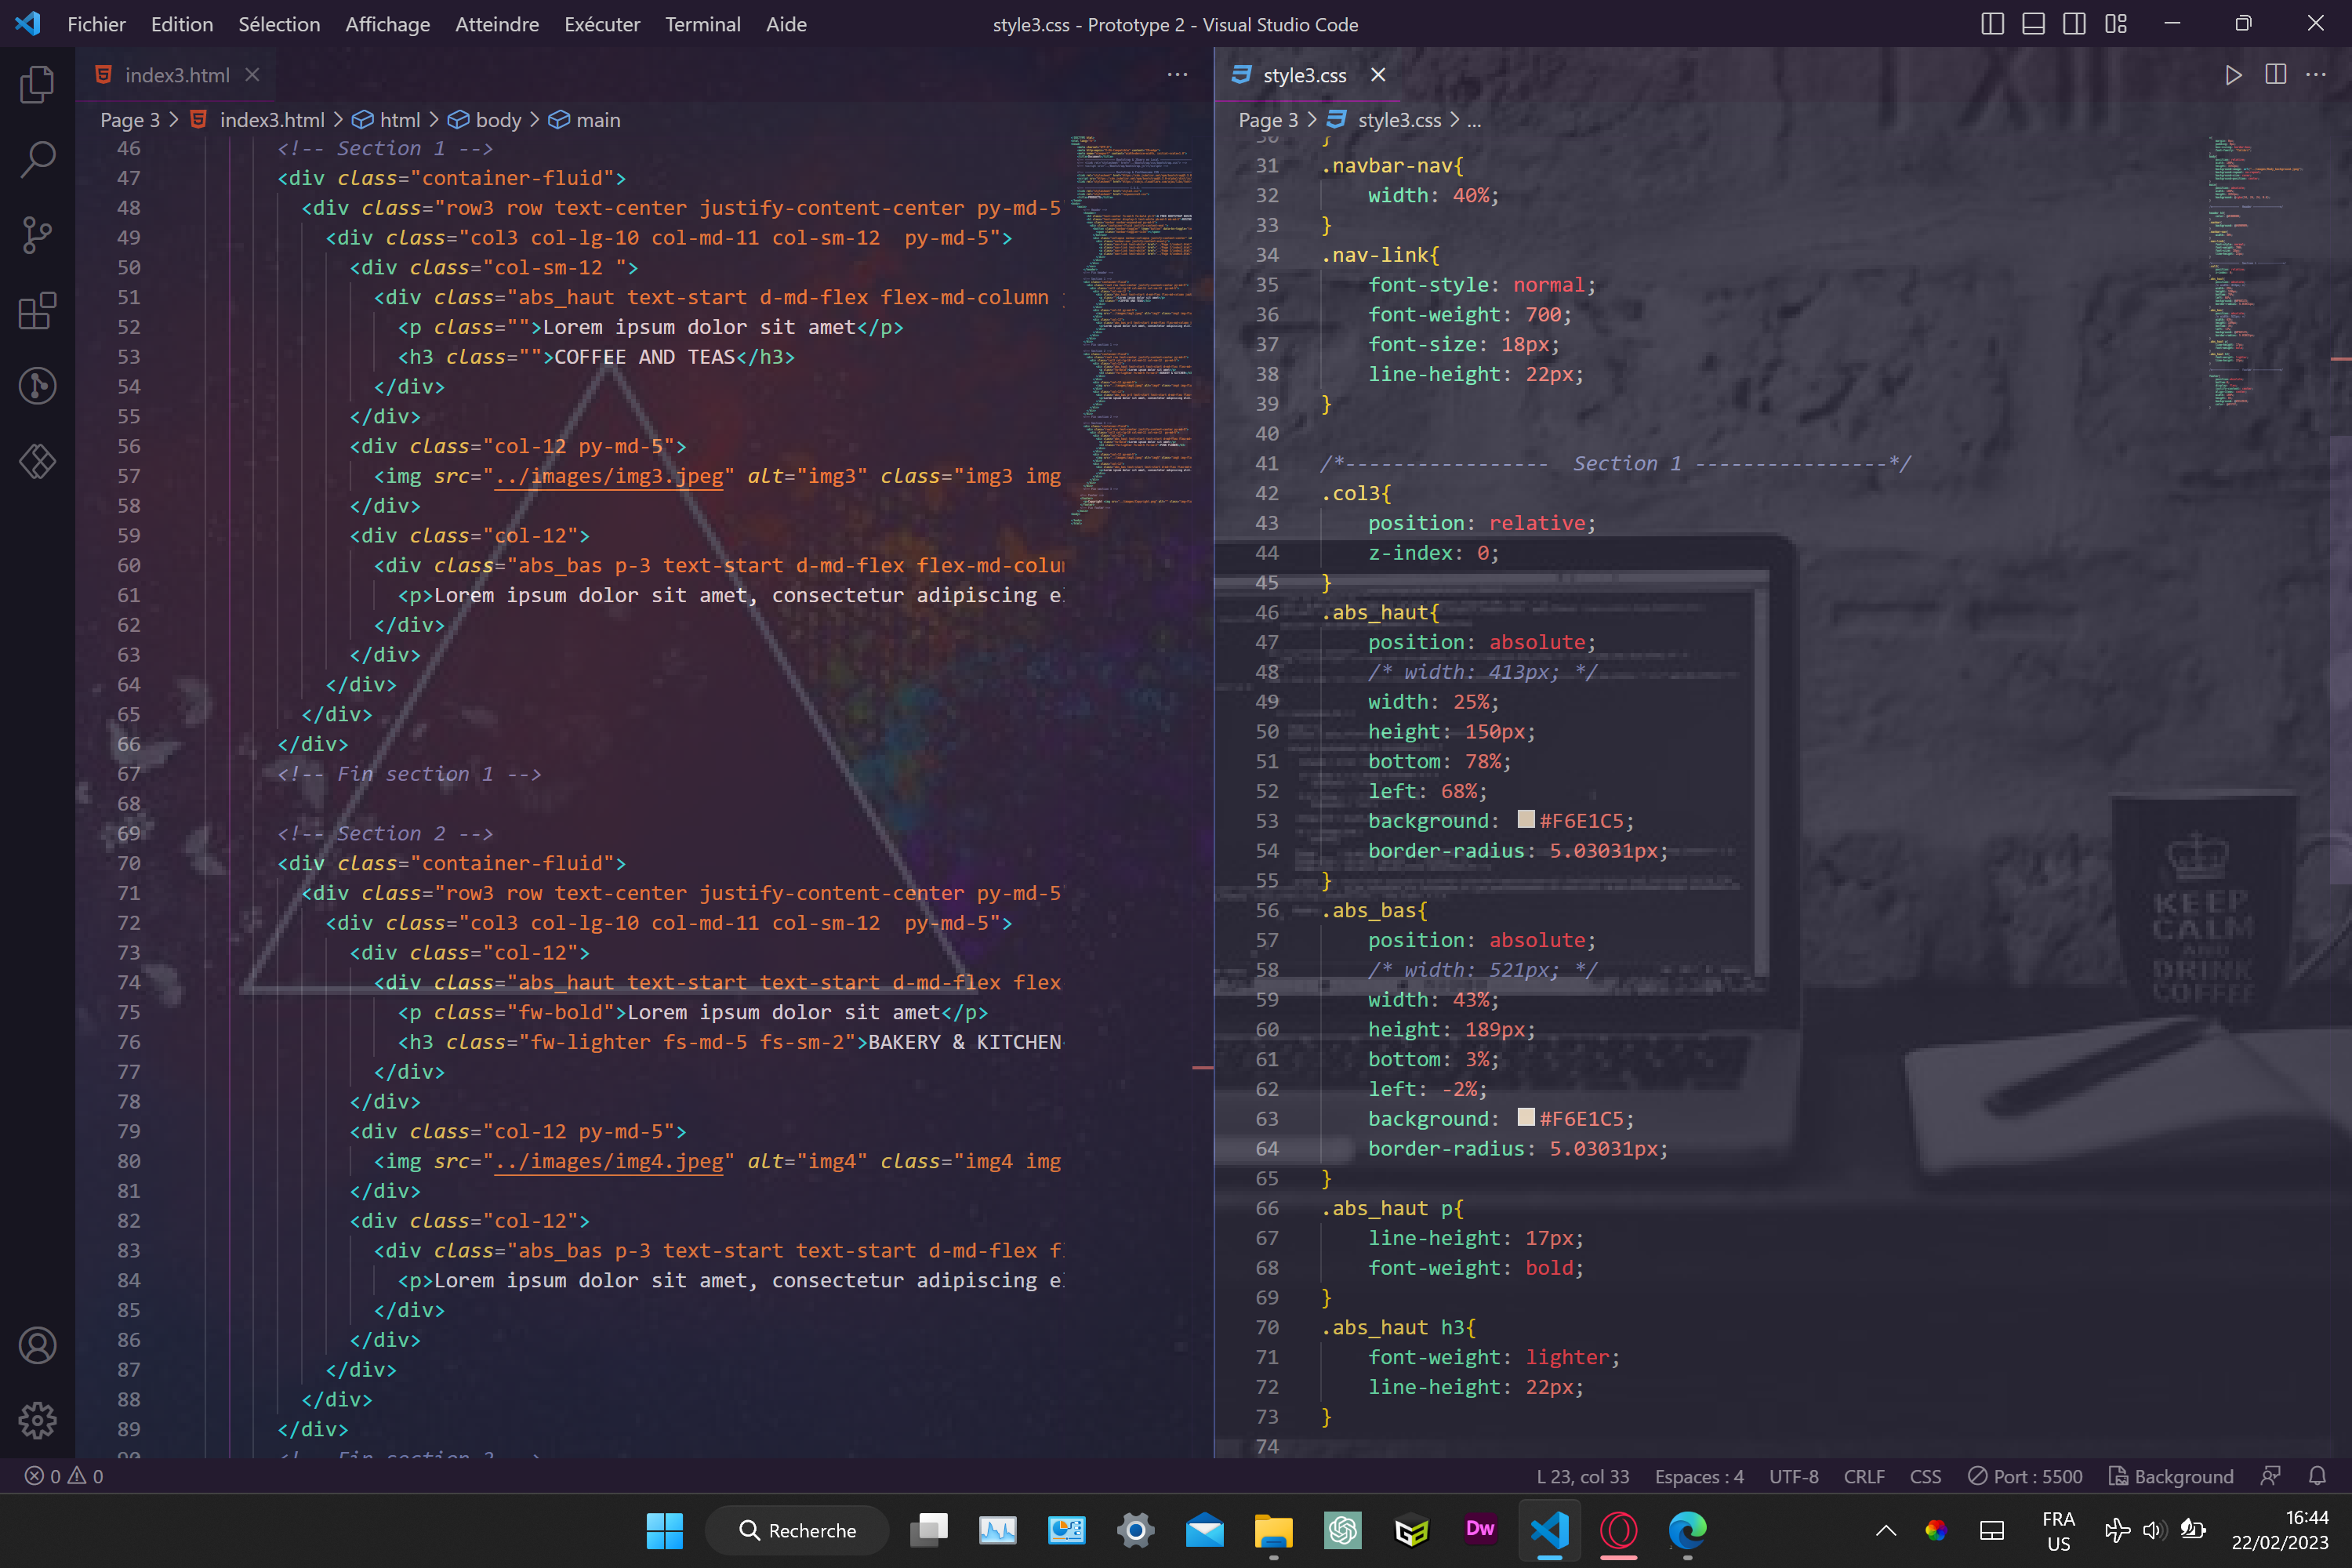 Fichier Edition Sélection Affichage Atteindre Exécuter Terminal Aide
style3.css - Prototype 2 - Visual Studio Code
index3.html
Page 3 > index3.html > html > body > main
46 <!-- Section 1 -->
47 <div class="container-fluid">
48 <div class="row3 row text-center justify-content-center py-md-5
49 <div class="col3 col-lg-10 col-md-11 col-sm-12  py-md-5">
50 <div class="col-sm-12 ">
51 <div class="abs_haut text-start d-md-flex flex-md-column
52 <p class="">Lorem ipsum dolor sit amet</p>
53 <h3 class="">COFFEE AND TEAS</h3>
54 </div>
55 </div>
56 <div class="col-12 py-md-5">
57 <img src="../images/img3.jpeg" alt="img3" class="img3 img
58 </div>
59 <div class="col-12">
60 <div class="abs_bas p-3 text-start d-md-flex flex-md-colu
61 <p>Lorem ipsum dolor sit amet, consectetur adipiscing e
62 </div>
63 </div>
64 </div>
65 </div>
66 </div>
67 <!-- Fin section 1 -->
68
69 <!-- Section 2 -->
70 <div class="container-fluid">
71 <div class="row3 row text-center justify-content-center py-md-5
72 <div class="col3 col-lg-10 col-md-11 col-sm-12  py-md-5">
73 <div class="col-12">
74 <div class="abs_haut text-start text-start d-md-flex flex
75 <p class="fw-bold">Lorem ipsum dolor sit amet</p>
76 <h3 class="fw-lighter fs-md-5 fs-sm-2">BAKERY & KITCHEN
77 </div>
78 </div>
79 <div class="col-12 py-md-5">
80 <img src="../images/img4.jpeg" alt="img4" class="img4 img
81 </div>
82 <div class="col-12">
83 <div class="abs_bas p-3 text-start text-start d-md-flex f
84 <p>Lorem ipsum dolor sit amet, consectetur adipiscing e
85 </div>
86 </div>
87 </div>
88 </div>
89 </div>
style3.css
Page 3 > style3.css > ...
30 }
31 .navbar-nav{
32 width: 40%;
33 }
34 .nav-link{
35 font-style: normal;
36 font-weight: 700;
37 font-size: 18px;
38 line-height: 22px;
39 }
40
41 /*-----------------  Section 1 ----------------*/
42 .col3{
43 position: relative;
44 z-index: 0;
45 }
46 .abs_haut{
47 position: absolute;
48 /* width: 413px; */
49 width: 25%;
50 height: 150px;
51 bottom: 78%;
52 left: 68%;
53 background: #F6E1C5;
54 border-radius: 5.03031px;
55 }
56 .abs_bas{
57 position: absolute;
58 /* width: 521px; */
59 width: 43%;
60 height: 189px;
61 bottom: 3%;
62 left: -2%;
63 background: #F6E1C5;
64 border-radius: 5.03031px;
65 }
66 .abs_haut p{
67 line-height: 17px;
68 font-weight: bold;
69 }
70 .abs_haut h3{
71 font-weight: lighter;
72 line-height: 22px;
73 }
74
KEEP
CALM
AND
DRINK
COFFEE
0 0
L 23, col 33 Espaces : 4 UTF-8 CRLF CSS Port : 5500 Background
Recherche
Dw
FRA
US
16:44
22/02/2023